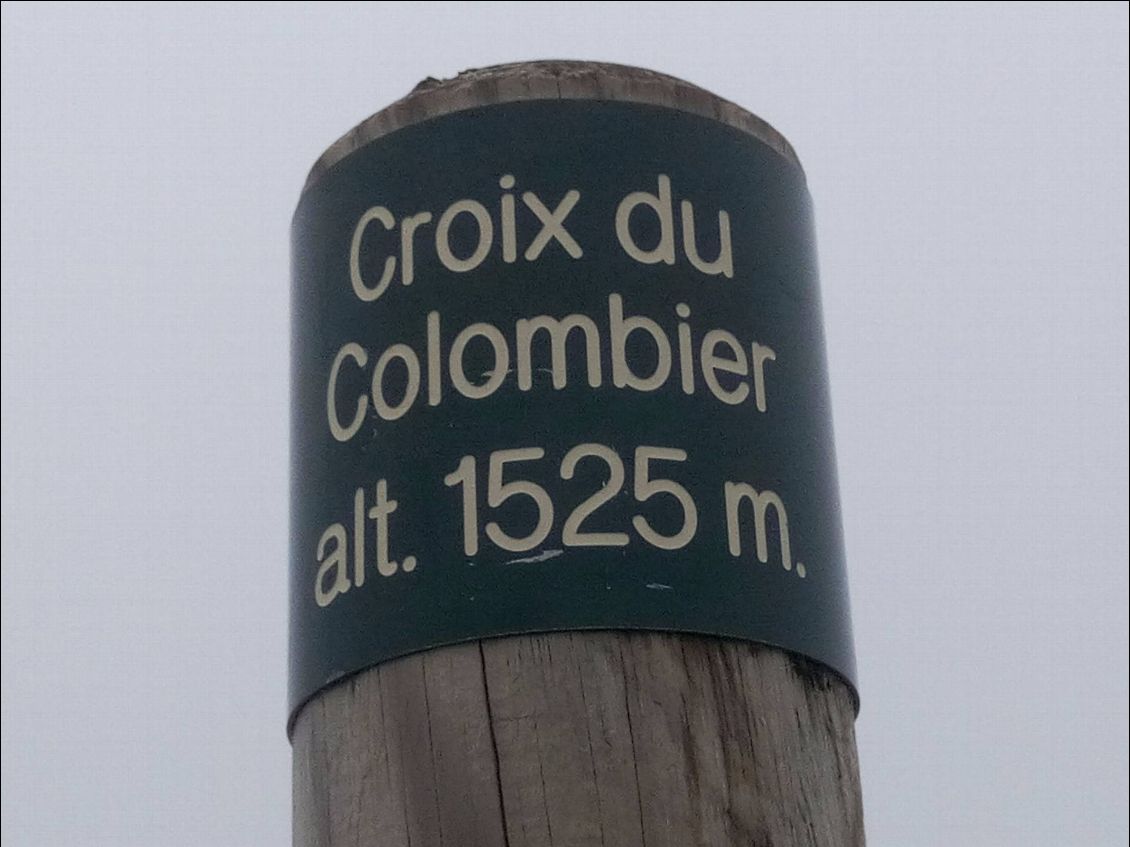 Croix du
Colombier
alt. 1525 m.